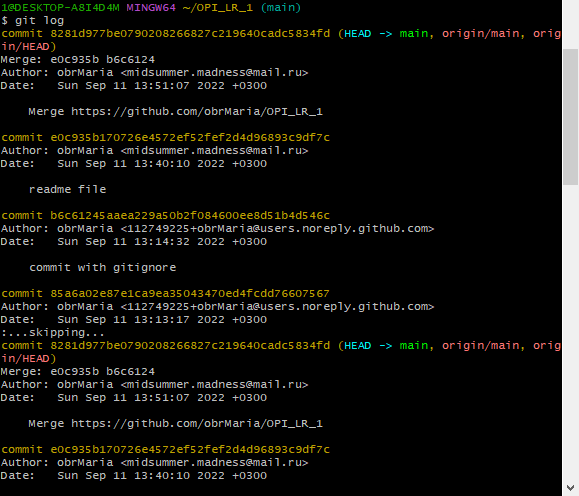 1@DESKTOP-A8I4D4M MINGW64 ~/OPI_LR_1 (main)
$ git log
commit 8281d977be0790208266827c219640cadc5834fd (HEAD -> main, origin/main, orig
in/HEAD)
Merge: e0c935b b6c6124
Author: obrMaria <midsummer.madness@mail.ru>
Date:   Sun Sep 11 13:51:07 2022 +0300
    Merge https://github.com/obrMaria/OPI_LR_1
commit e0c935b170726e4572ef52fef2d4d96893c9df7c
Author: obrMaria <midsummer.madness@mail.ru>
Date:   Sun Sep 11 13:40:10 2022 +0300
    readme file
commit b6c61245aaea229a50b2f084600ee8d51b4d546c
Author: obrMaria <112749225+obrMaria@users.noreply.github.com>
Date:   Sun Sep 11 13:14:32 2022 +0300
    commit with gitignore
commit 85a6a02e87e1ca9ea35043470ed4fcdd76607567
Author: obrMaria <112749225+obrMaria@users.noreply.github.com>
Date:   Sun Sep 11 13:13:17 2022 +0300
:...skipping...
commit 8281d977be0790208266827c219640cadc5834fd (HEAD -> main, origin/main, orig
in/HEAD)
Merge: e0c935b b6c6124
Author: obrMaria <midsummer.madness@mail.ru>
Date:   Sun Sep 11 13:51:07 2022 +0300
    Merge https://github.com/obrMaria/OPI_LR_1
commit e0c935b170726e4572ef52fef2d4d96893c9df7c
Author: obrMaria <midsummer.madness@mail.ru>
Date:   Sun Sep 11 13:40:10 2022 +0300